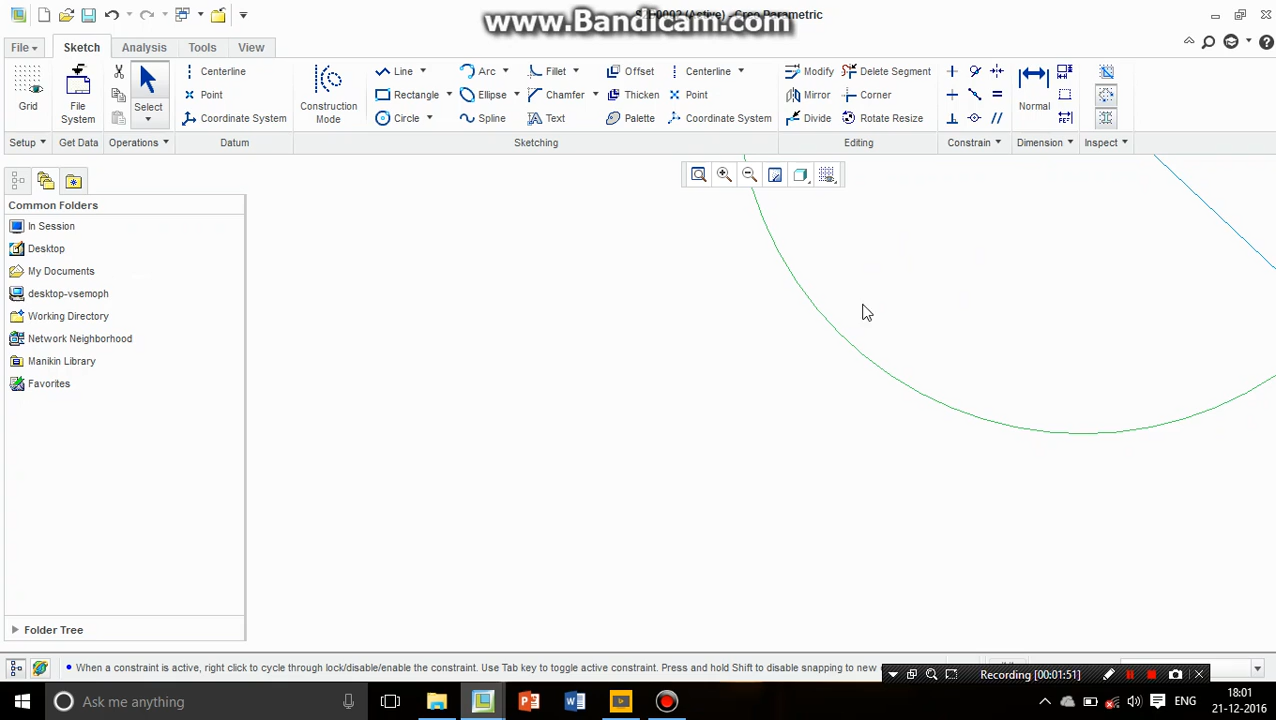 www.Bandicam.com
(Active) - Creo Parametric
File Sketch Analysis Tools View
Grid
File System
Select
Centerline
Point
Coordinate System
Construction Mode
Line Arc Fillet Offset Centerline
Rectangle Ellipse Chamfer Thicken Point
Circle Spline Text Palette Coordinate System
Modify Delete Segment
Mirror Corner
Divide Rotate Resize
Normal
Setup Get Data Operations Datum Sketching Editing Constrain Dimension Inspect
Common Folders
In Session
Desktop
My Documents
desktop-vsemoph
Working Directory
Network Neighborhood
Manikin Library
Favorites
Folder Tree
When a constraint is active, right click to cycle through lock/disable/enable the constraint. Use Tab key to toggle active constraint. Press and hold Shift to disable snapping to new
Recording [00:01:51]
Ask me anything
ENG
18:01
21-12-2016